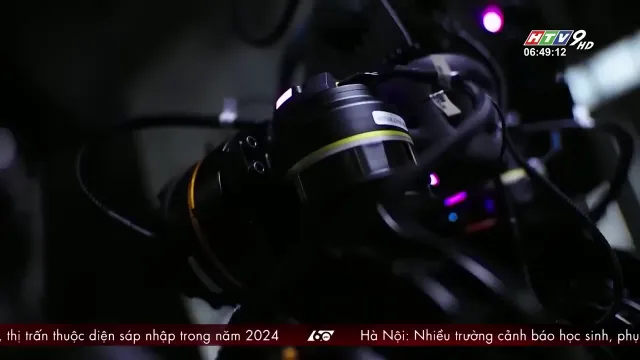 HTV9 HD
06:49:12
, thị trấn thuộc diện sáp nhập trong năm 2024
60
Hà Nội: Nhiều trường cảnh báo học sinh, phụ